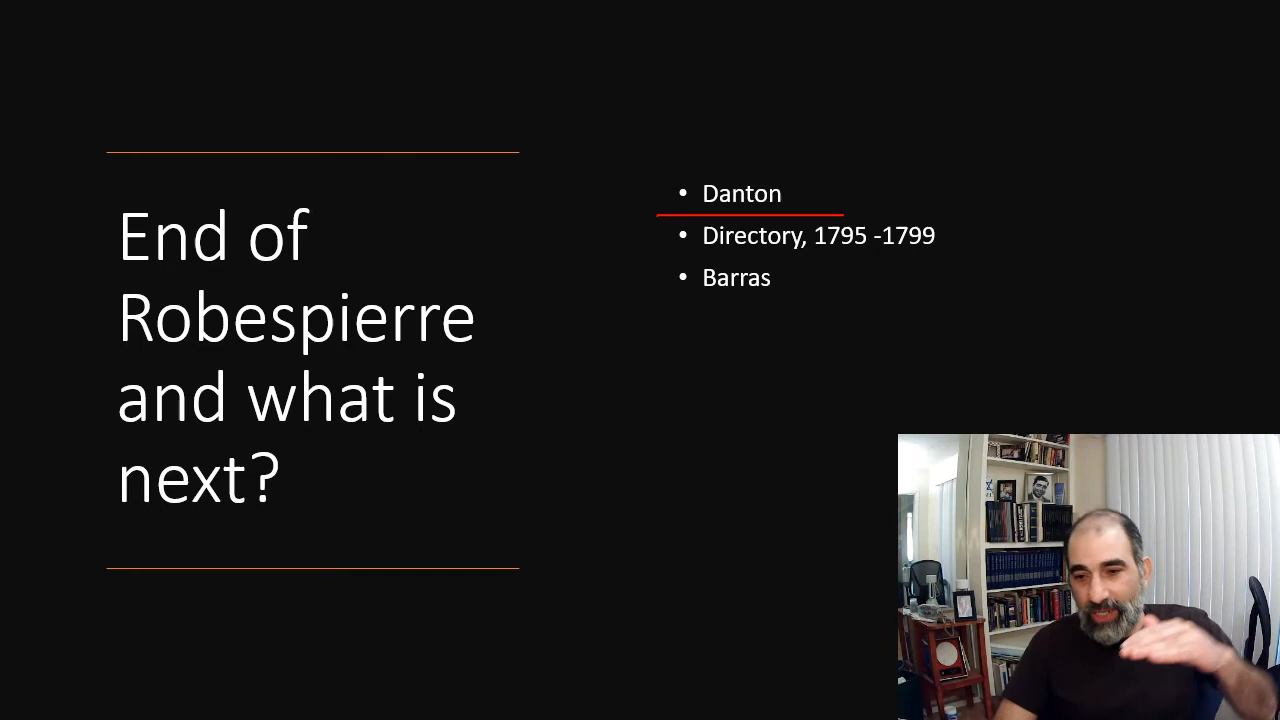 End of
Robespierre
and what is
next?
• Danton
• Directory, 1795 -1799
• Barras